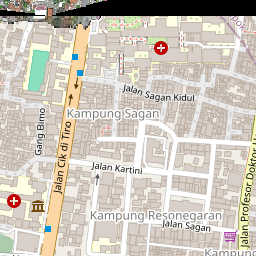 Jalan Sagan Kidul
Kampung Sagan
Gang Bimo
Jalan Cik di Tiro
Jalan Kartini
Kampung Resonegaran
Jalan Sagan
Jalan Profesor Doktor
Kampung